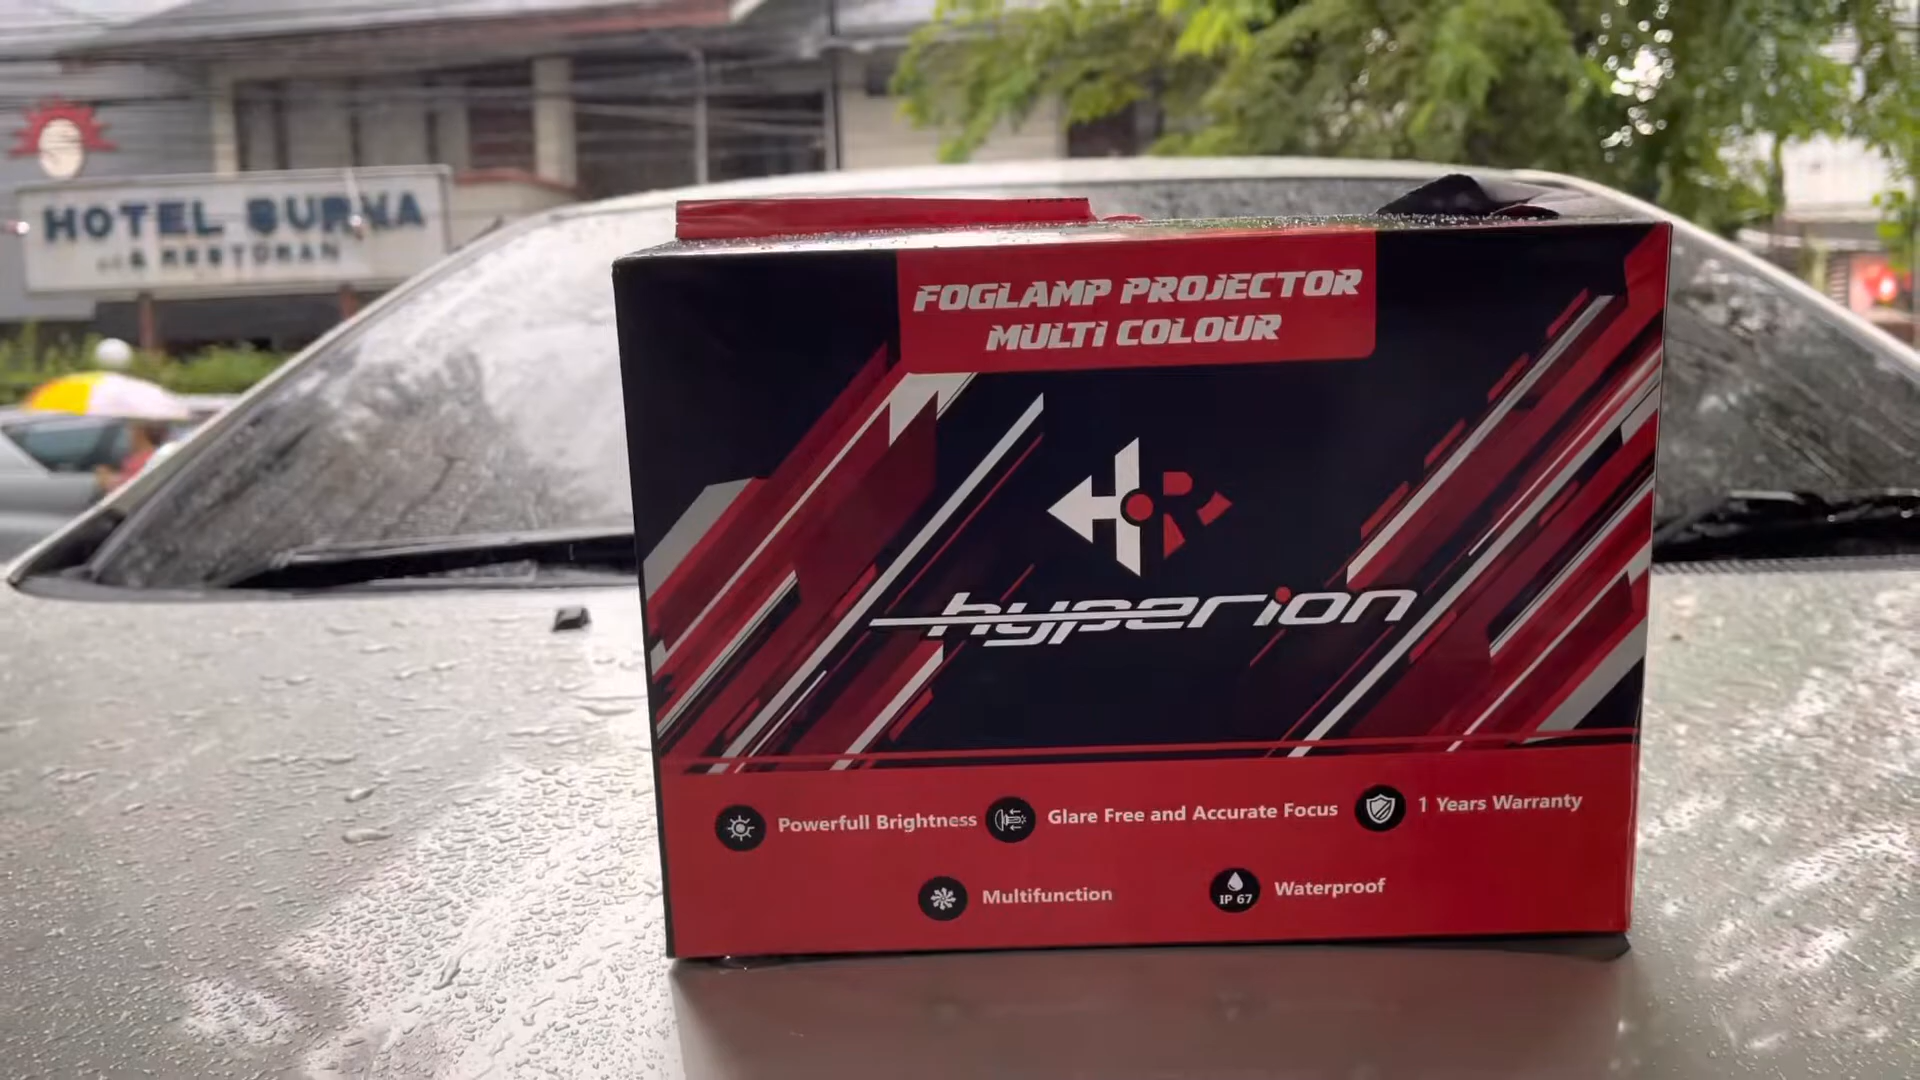 HOTEL SURYA
& RESTORAN
FOGLAMP PROJECTOR
MULTI COLOUR
HR
hyperion
Powerfull Brightness
Glare Free and Accurate Focus
1 Years Warranty
Multifunction
IP 67
Waterproof